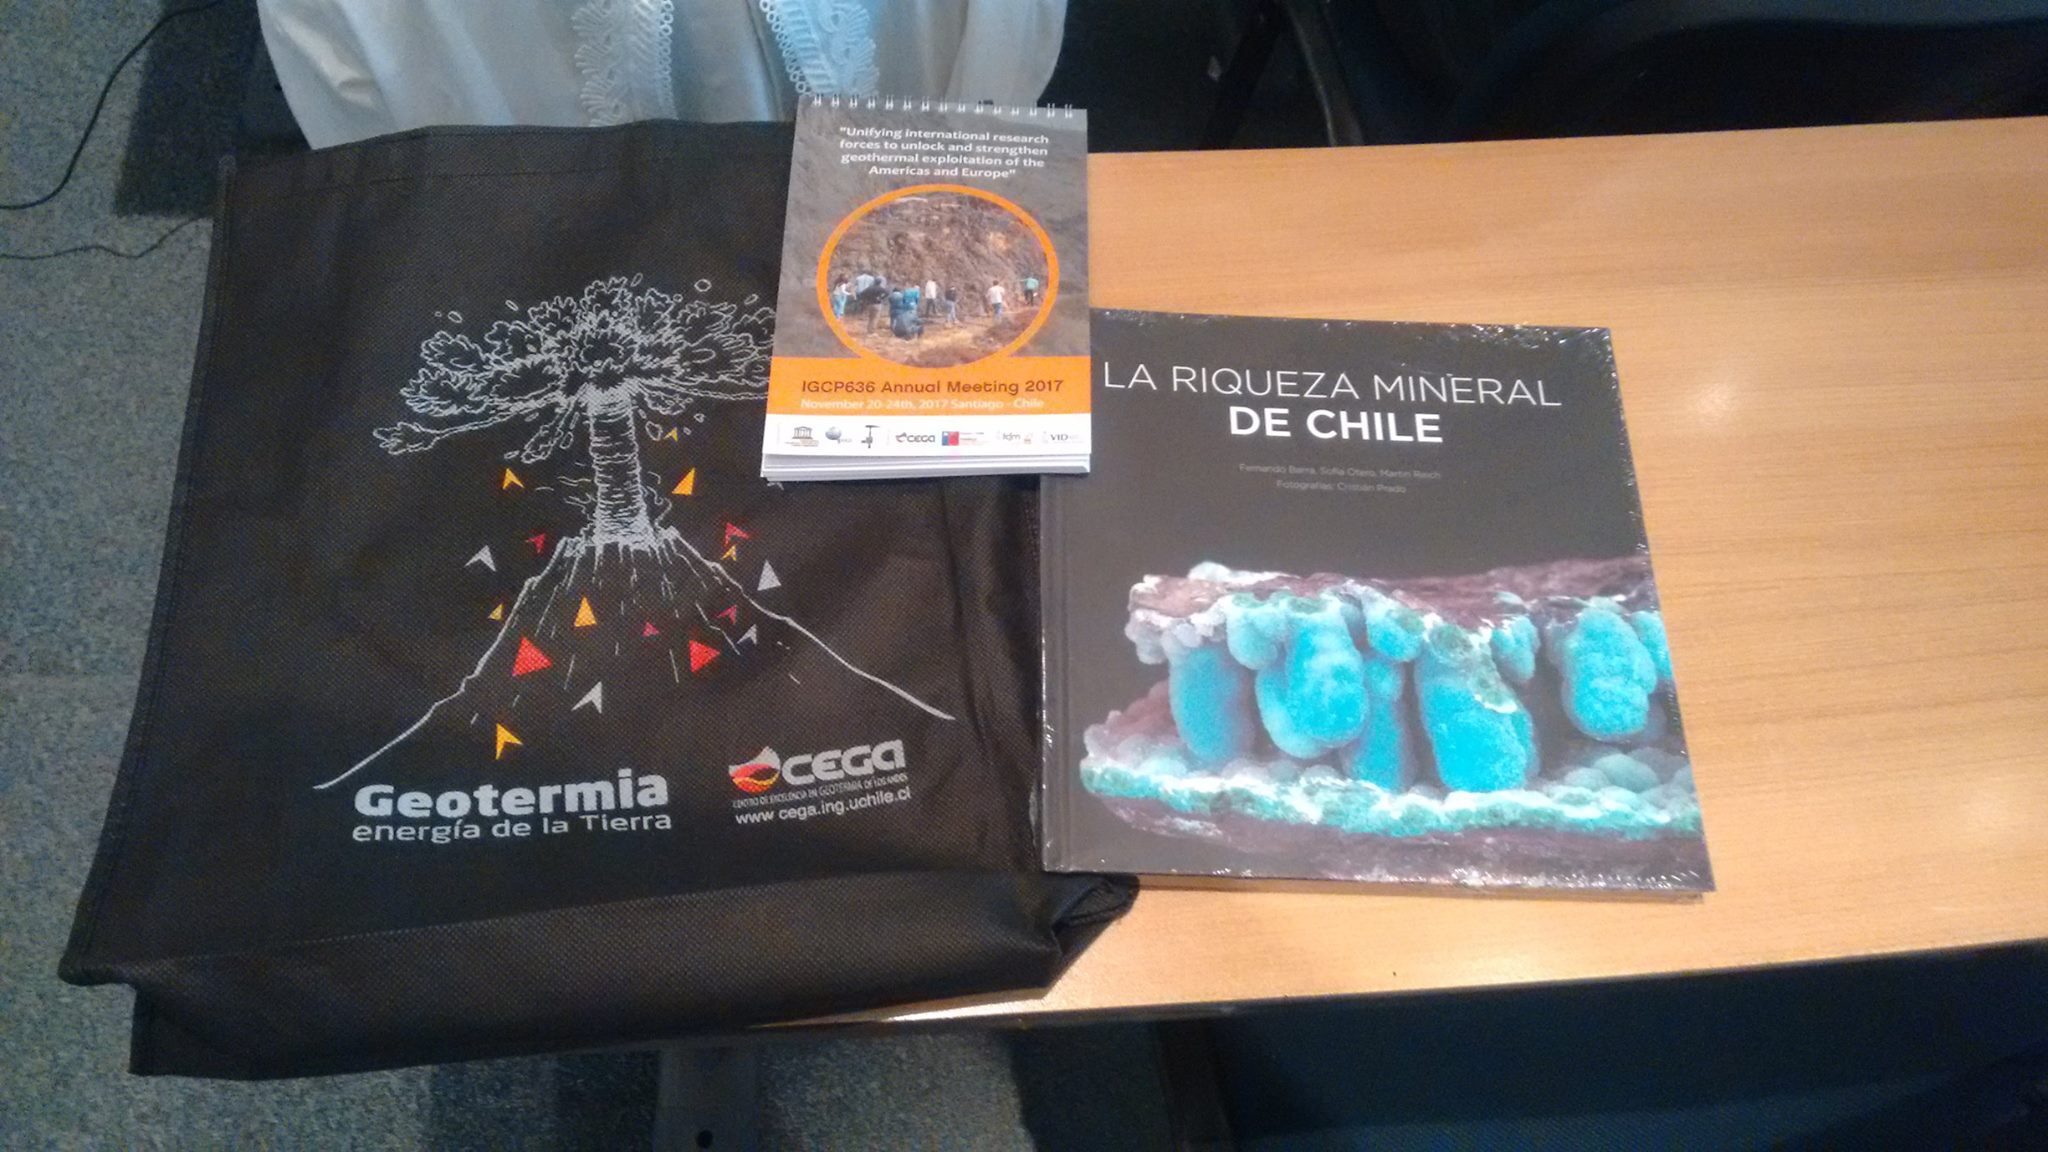 "Unifying international research
forces to unlock and strengthen
geothermal exploitation of the
Americas and Europe"
IGCP636 Annual Meeting 2017
November 20-24th, 2017 Santiago - Chile
CEGA
VID
LA RIQUEZA MINERAL
DE CHILE
Fernando Barra, Sofía Otero, Martin Reich
Fotografías: Cristián Prado
Geotermia
energía de la Tierra
CEGA
CENTRO DE EXCELENCIA EN GEOTERMIA DE LOS ANDES
www.cega.ing.uchile.cl